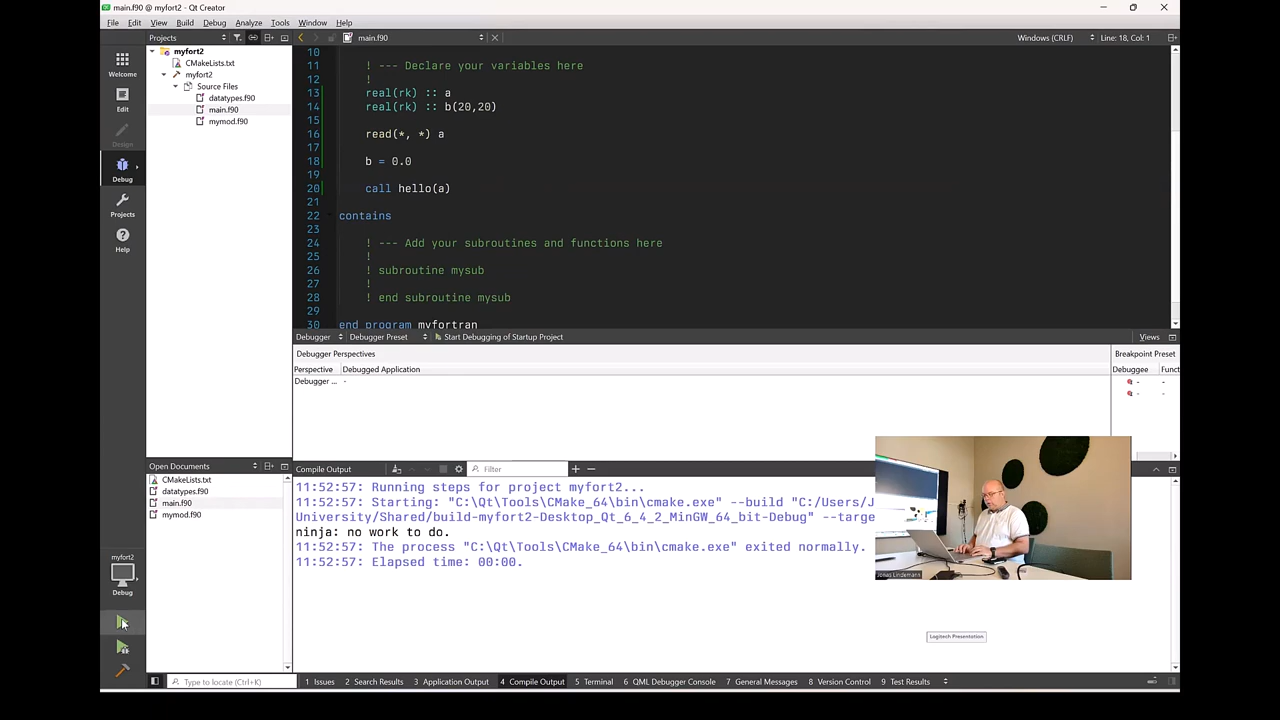 main.f90 @ myfort2 - Qt Creator
File Edit View Build Debug Analyze Tools Window Help
Projects
main.f90
Windows (CRLF)
Line: 18, Col: 1
Welcome
Edit
Design
Debug
Projects
Help
myfort2
CMakeLists.txt
myfort2
Source Files
datatypes.f90
main.f90
mymod.f90
10
11 ! --- Declare your variables here
12 !
13 real(rk) :: a
14 real(rk) :: b(20,20)
15
16 read(*, *) a
17
18 b = 0.0
19
20 call hello(a)
21
22 contains
23
24 ! --- Add your subroutines and functions here
25 !
26 ! subroutine mysub
27 !
28 ! end subroutine mysub
29
30 end program myfortran
Debugger Debugger Preset Start Debugging of Startup Project Views
Debugger Perspectives
Perspective Debugged Application
Debugger ... -
Breakpoint Preset
Debuggee Funct
- -
- -
Open Documents
CMakeLists.txt
datatypes.f90
main.f90
mymod.f90
Compile Output
Filter
11:52:57: Running steps for project myfort2...
11:52:57: Starting: "C:\Qt\Tools\CMake_64\bin\cmake.exe" --build "C:/Users/J
University/Shared/build-myfort2-Desktop_Qt_6_4_2_MinGW_64_bit-Debug" --targe
ninja: no work to do.
11:52:57: The process "C:\Qt\Tools\CMake_64\bin\cmake.exe" exited normally.
11:52:57: Elapsed time: 00:00.
Jonas Lindemann
Logitech Presentation
myfort2
Debug
Type to locate (Ctrl+K)
1 Issues 2 Search Results 3 Application Output 4 Compile Output 5 Terminal 6 QML Debugger Console 7 General Messages 8 Version Control 9 Test Results